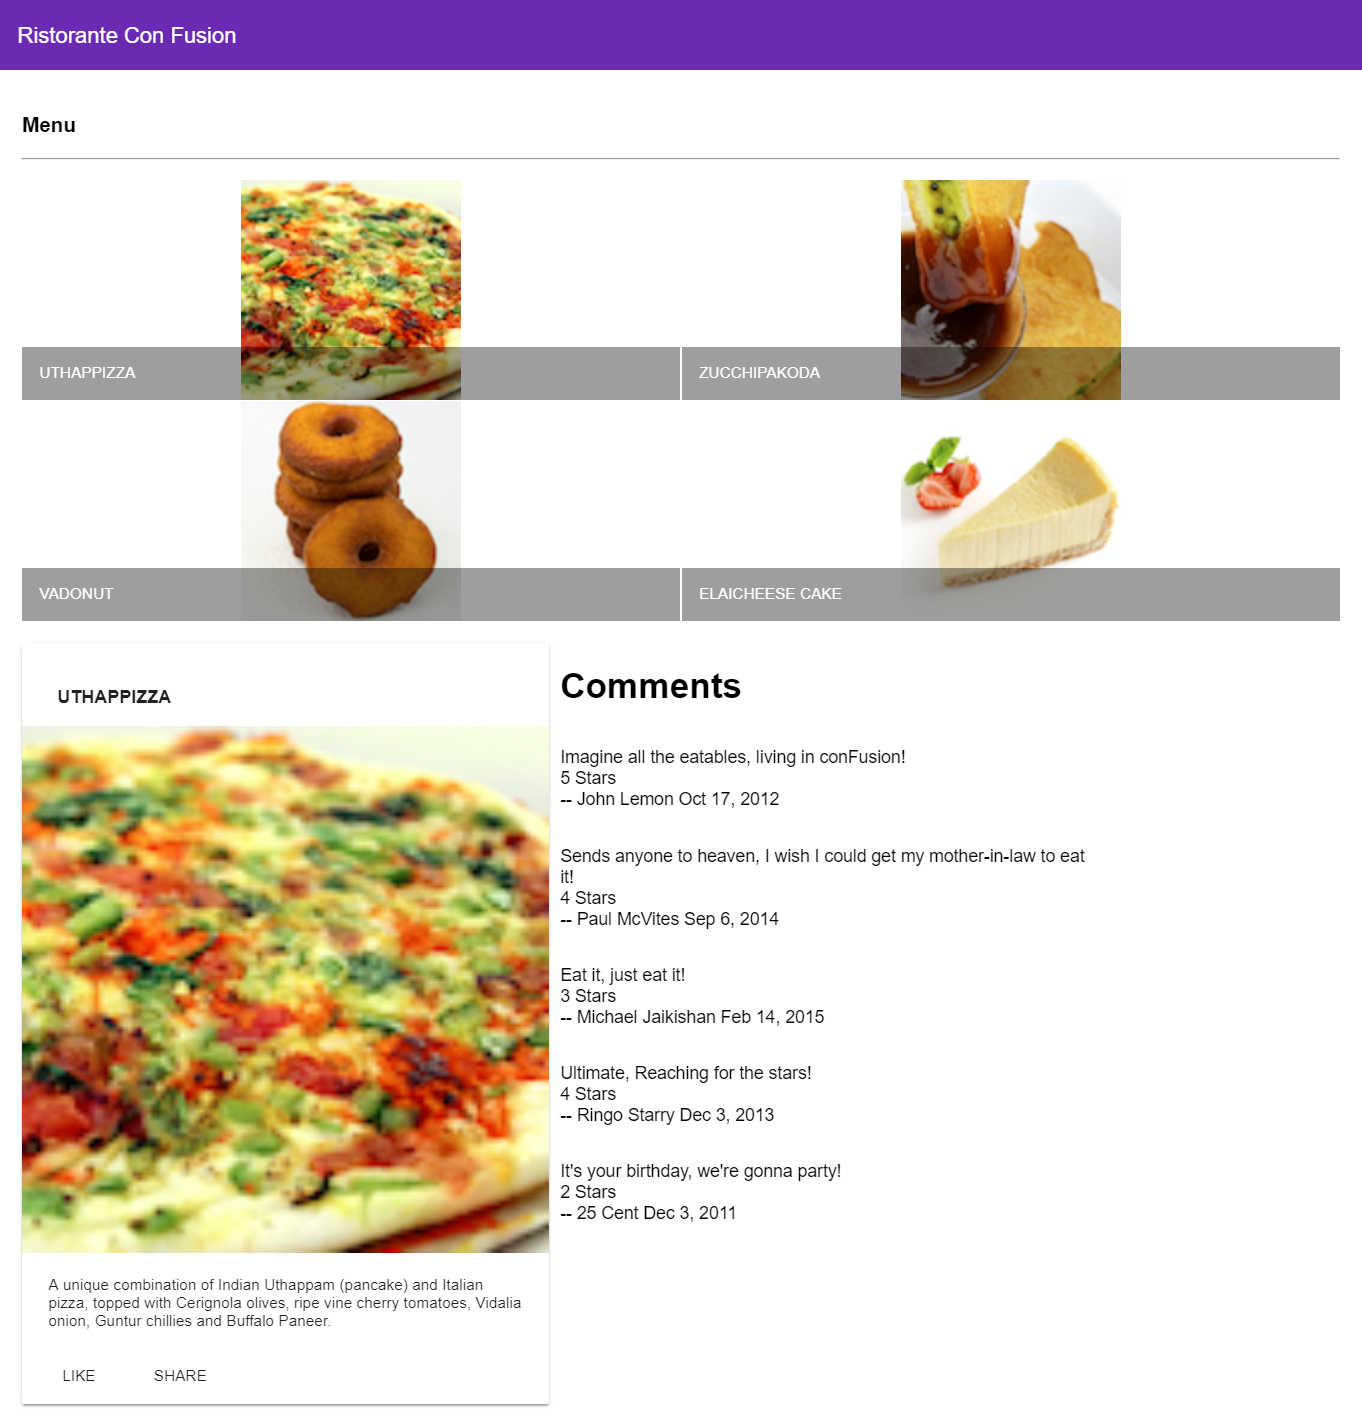 Ristorante Con Fusion
Menu
UTHAPPIZZA
ZUCCHIPAKODA
VADONUT
ELAICHEESE CAKE
UTHAPPIZZA
A unique combination of Indian Uthappam (pancake) and Italian
pizza, topped with Cerignola olives, ripe vine cherry tomatoes, Vidalia
onion, Guntur chillies and Buffalo Paneer.
LIKE
SHARE
Comments
Imagine all the eatables, living in conFusion!
5 Stars
-- John Lemon Oct 17, 2012
Sends anyone to heaven, I wish I could get my mother-in-law to eat
it!
4 Stars
-- Paul McVites Sep 6, 2014
Eat it, just eat it!
3 Stars
-- Michael Jaikishan Feb 14, 2015
Ultimate, Reaching for the stars!
4 Stars
-- Ringo Starry Dec 3, 2013
It's your birthday, we're gonna party!
2 Stars
-- 25 Cent Dec 3, 2011